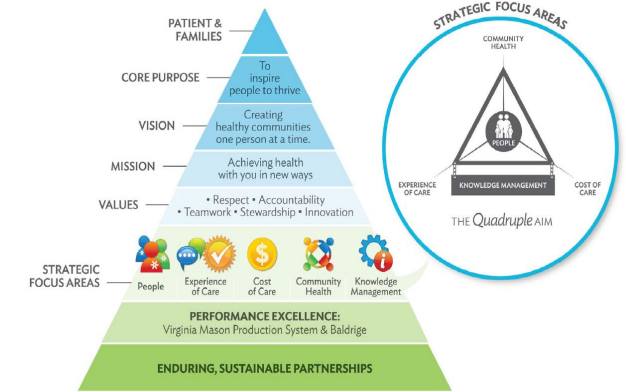 PATIENT &
FAMILIES
CORE PURPOSE
To
inspire
people to thrive
VISION
Creating
healthy communities
one person at a time.
MISSION
Achieving health
with you in new ways
VALUES
• Respect • Accountability
• Teamwork • Stewardship • Innovation
STRATEGIC
FOCUS AREAS
People
Experience
of Care
Cost
of Care
Community
Health
Knowledge
Management
PERFORMANCE EXCELLENCE:
Virginia Mason Production System & Baldrige
ENDURING, SUSTAINABLE PARTNERSHIPS
STRATEGIC FOCUS AREAS
COMMUNITY
HEALTH
PEOPLE
EXPERIENCE
OF CARE
KNOWLEDGE MANAGEMENT
COST OF
CARE
THE Quadruple AIM